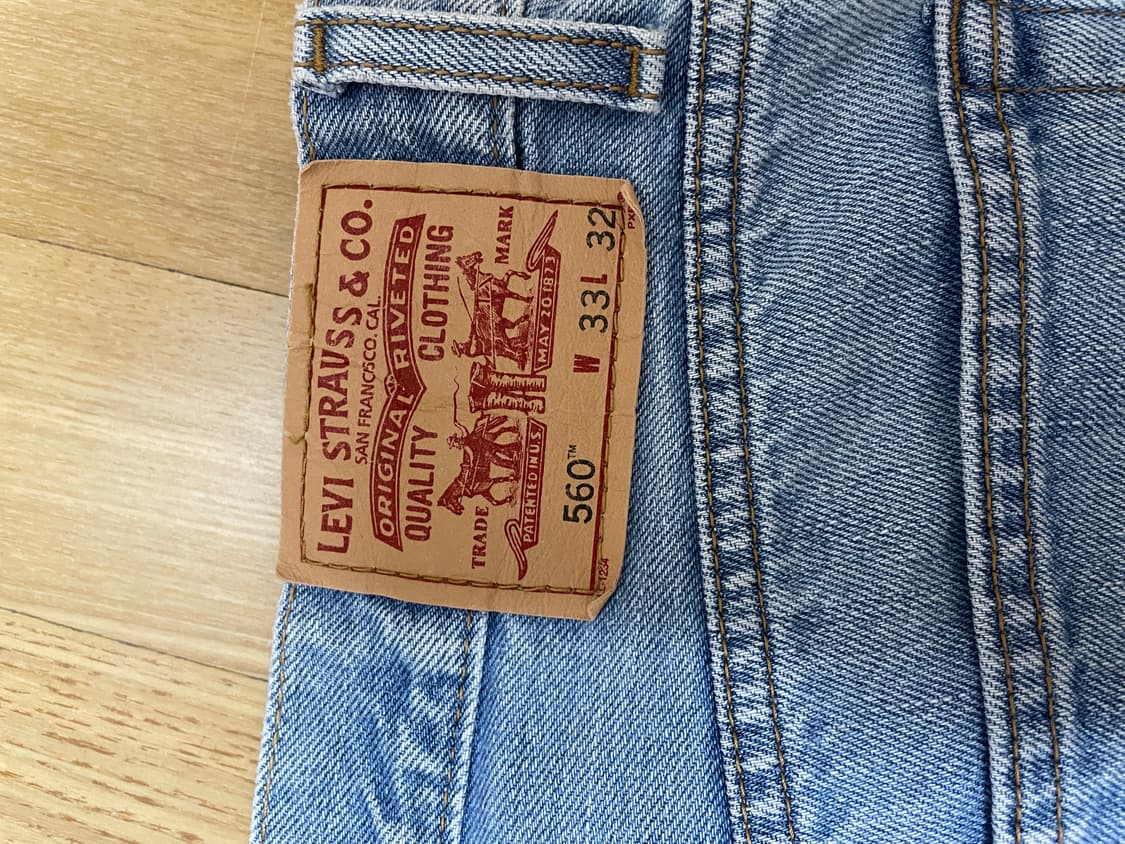 LEVI STRAUSS & CO.
SAN FRANCISCO. CAL.
ORIGINAL RIVETED
QUALITY CLOTHING
TRADE MARK
PATENTED IN U.S. MAY 20 1873
560™ W 33 L 32
C-1234